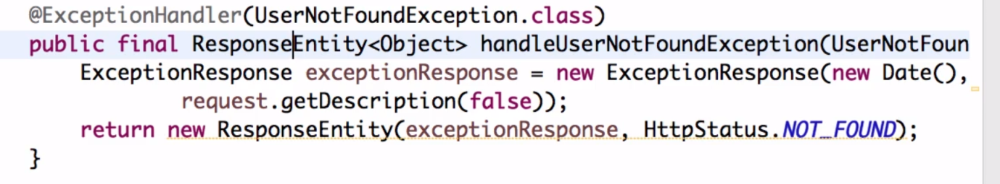 @ExceptionHandler(UserNotFoundException.class)
public final ResponseEntity<Object> handleUserNotFoundException(UserNotFoun
ExceptionResponse exceptionResponse = new ExceptionResponse(new Date(),
request.getDescription(false));
return new ResponseEntity(exceptionResponse, HttpStatus.NOT_FOUND);
}